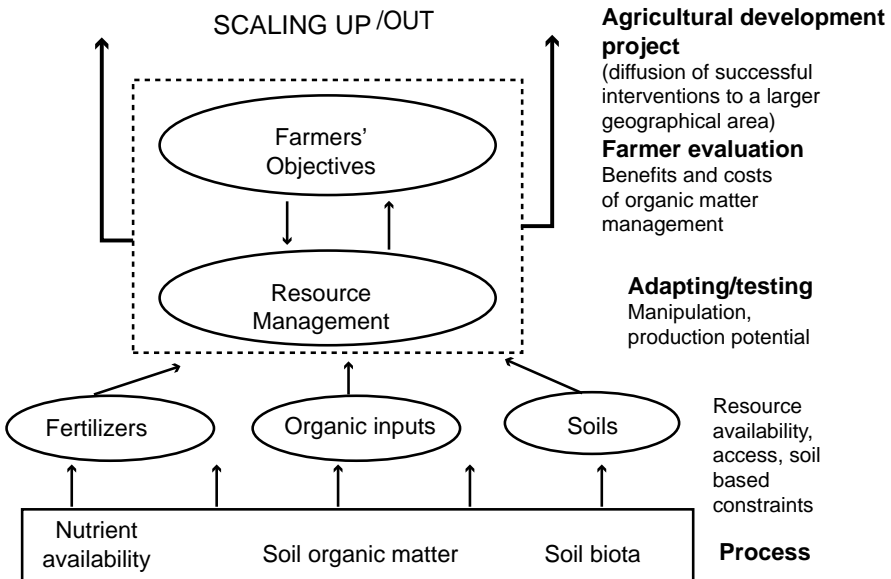 SCALING UP /OUT
Agricultural development
project
(diffusion of successful
interventions to a larger
geographical area)
Farmer evaluation
Benefits and costs
of organic matter
management
Farmers’
Objectives
Resource
Management
Adapting/testing
Manipulation,
production potential
Fertilizers
Organic inputs
Soils
Resource
availability,
access, soil
based
constraints
Nutrient
availability
Soil organic matter
Soil biota
Process